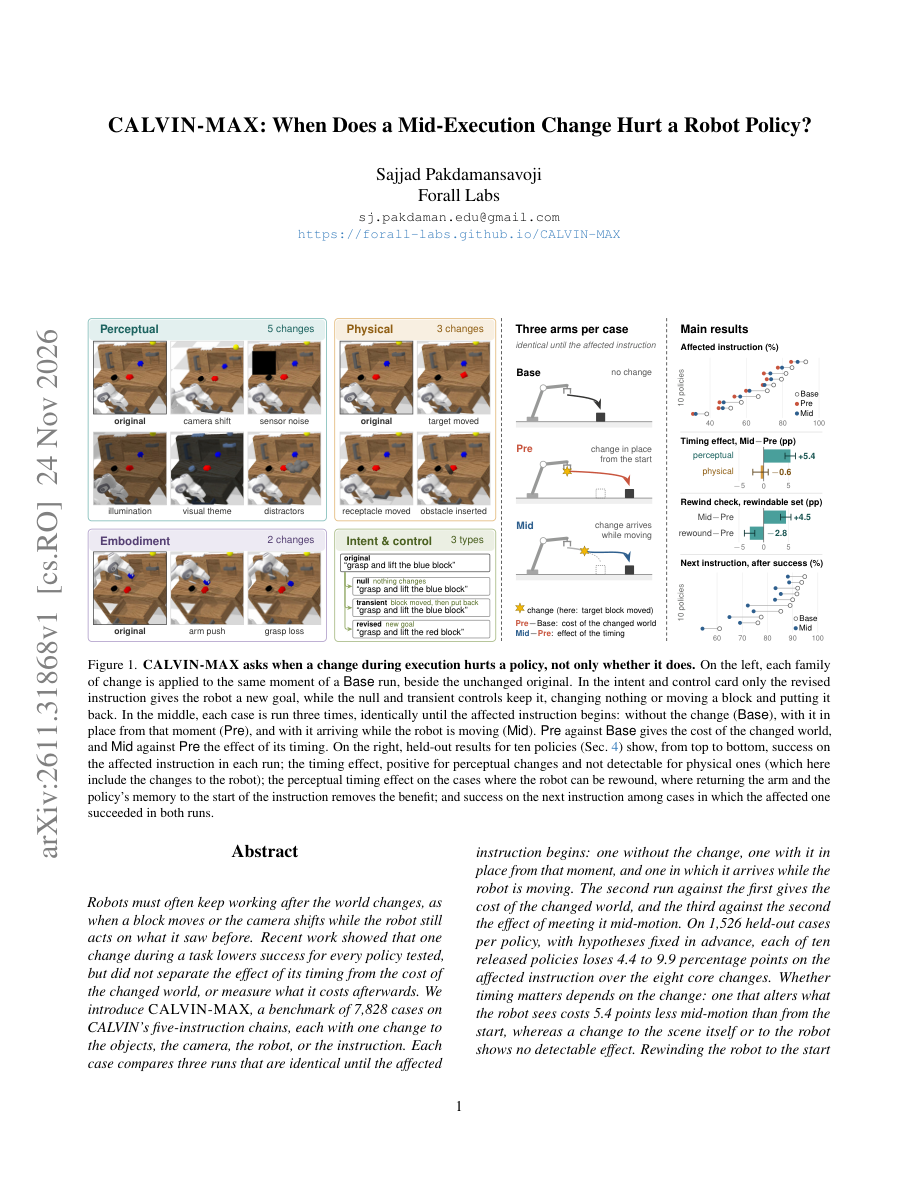 CALVIN-MAX: When Does a Mid-Execution Change Hurt a Robot Policy?
Sajjad Pakdamansavoji
Forall Labs
sj.pakdaman.edu@gmail.com
https://forall-labs.github.io/CALVIN-MAX
arXiv:2611.31868v1 [cs.RO] 24 Nov 2026
Perceptual 5 changes
original camera shift sensor noise
illumination visual theme distractors
Physical 3 changes
original target moved
receptacle moved obstacle inserted
Embodiment 2 changes
original arm push grasp loss
Intent & control 3 types
original
“grasp and lift the blue block”
null nothing changes
“grasp and lift the blue block”
transient block moved, then put back
“grasp and lift the blue block”
revised new goal
“grasp and lift the red block”
Three arms per case
identical until the affected instruction
Base no change
Pre change in place
from the start
Mid change arrives
while moving
change (here: target block moved)
Pre−Base: cost of the changed world
Mid−Pre: effect of the timing
Main results
Affected instruction (%)
10 policies
Base
Pre
Mid
40 60 80 100
Timing effect, Mid−Pre (pp)
perceptual +5.4
physical −0.6
−5 0 5
Rewind check, rewindable set (pp)
Mid−Pre +4.5
rewound−Pre −2.8
−5 0 5
Next instruction, after success (%)
10 policies
Base
Mid
60 70 80 90 100
Figure 1. CALVIN-MAX asks when a change during execution hurts a policy, not only whether it does. On the left, each family
of change is applied to the same moment of a Base run, beside the unchanged original. In the intent and control card only the revised
instruction gives the robot a new goal, while the null and transient controls keep it, changing nothing or moving a block and putting it
back. In the middle, each case is run three times, identically until the affected instruction begins: without the change (Base), with it in
place from that moment (Pre), and with it arriving while the robot is moving (Mid). Pre against Base gives the cost of the changed world,
and Mid against Pre the effect of its timing. On the right, held-out results for ten policies (Sec. 4) show, from top to bottom, success on
the affected instruction in each run; the timing effect, positive for perceptual changes and not detectable for physical ones (which here
include the changes to the robot); the perceptual timing effect on the cases where the robot can be rewound, where returning the arm and the
policy’s memory to the start of the instruction removes the benefit; and success on the next instruction among cases in which the affected one
succeeded in both runs.
Abstract
Robots must often keep working after the world changes, as
when a block moves or the camera shifts while the robot still
acts on what it saw before. Recent work showed that one
change during a task lowers success for every policy tested,
but did not separate the effect of its timing from the cost of
the changed world, or measure what it costs afterwards. We
introduce CALVIN-MAX, a benchmark of 7,828 cases on
CALVIN’s five-instruction chains, each with one change to
the objects, the camera, the robot, or the instruction. Each
case compares three runs that are identical until the affected
instruction begins: one without the change, one with it in
place from that moment, and one in which it arrives while the
robot is moving. The second run against the first gives the
cost of the changed world, and the third against the second
the effect of meeting it mid-motion. On 1,526 held-out cases
per policy, with hypotheses fixed in advance, each of ten
released policies loses 4.4 to 9.9 percentage points on the
affected instruction over the eight core changes. Whether
timing matters depends on the change: one that alters what
the robot sees costs 5.4 points less mid-motion than from the
start, whereas a change to the scene itself or to the robot
shows no detectable effect. Rewinding the robot to the start
1